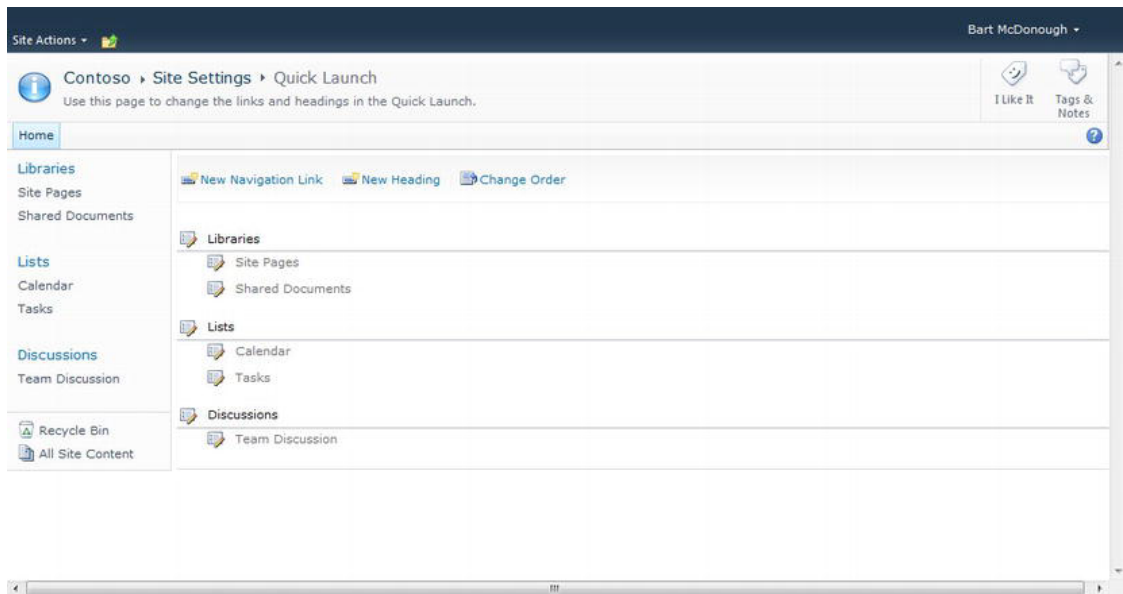 Site Actions
Bart McDonough
Contoso ▸ Site Settings ▸ Quick Launch
Use this page to change the links and headings in the Quick Launch.
I Like It
Tags &
Notes
Home
Libraries
Site Pages
Shared Documents
Lists
Calendar
Tasks
Discussions
Team Discussion
Recycle Bin
All Site Content
New Navigation Link
New Heading
Change Order
Libraries
Site Pages
Shared Documents
Lists
Calendar
Tasks
Discussions
Team Discussion